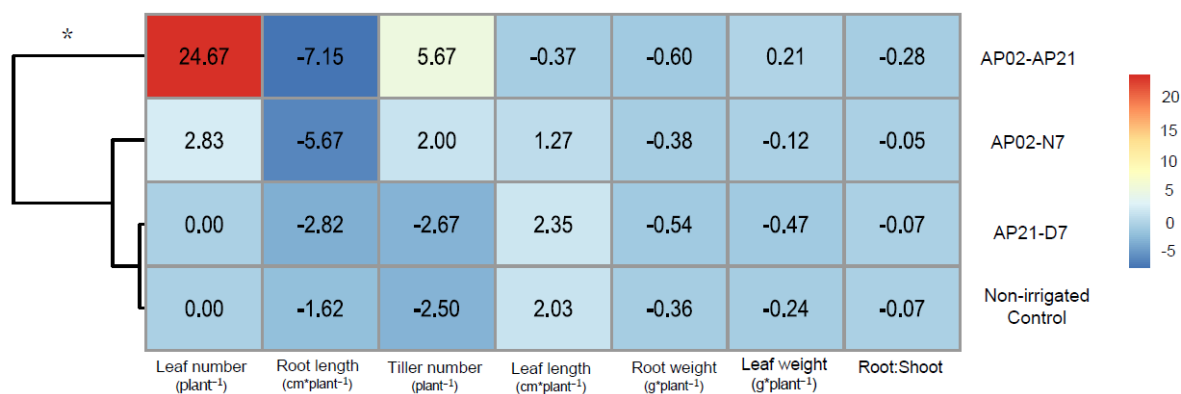 *
24.67 -7.15 5.67 -0.37 -0.60 0.21 -0.28 AP02-AP21
2.83 -5.67 2.00 1.27 -0.38 -0.12 -0.05 AP02-N7
0.00 -2.82 -2.67 2.35 -0.54 -0.47 -0.07 AP21-D7
0.00 -1.62 -2.50 2.03 -0.36 -0.24 -0.07 Non-irrigated
Control
Leaf number Root length Tiller number Leaf length Root weight Leaf weight Root:Shoot
(plant⁻¹) (cm*plant⁻¹) (plant⁻¹) (cm*plant⁻¹) (g*plant⁻¹) (g*plant⁻¹)
20
15
10
5
0
-5